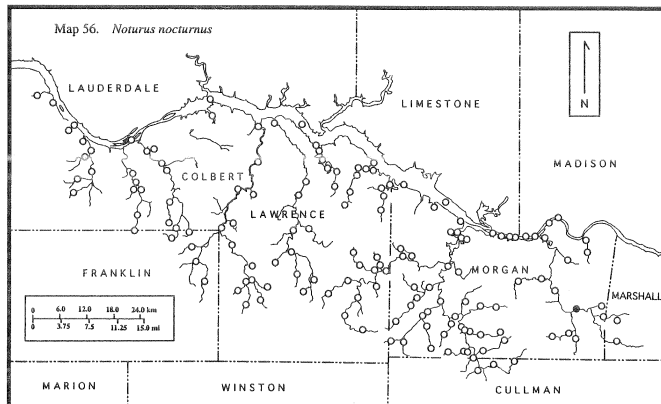 Map 56. Noturus nocturnus
LAUDERDALE
LIMESTONE
N
MADISON
COLBERT
LAWRENCE
FRANKLIN
MORGAN
MARSHALL
0 6.0 12.0 18.0 24.0 km
0 3.75 7.5 11.25 15.0 mi
MARION
WINSTON
CULLMAN